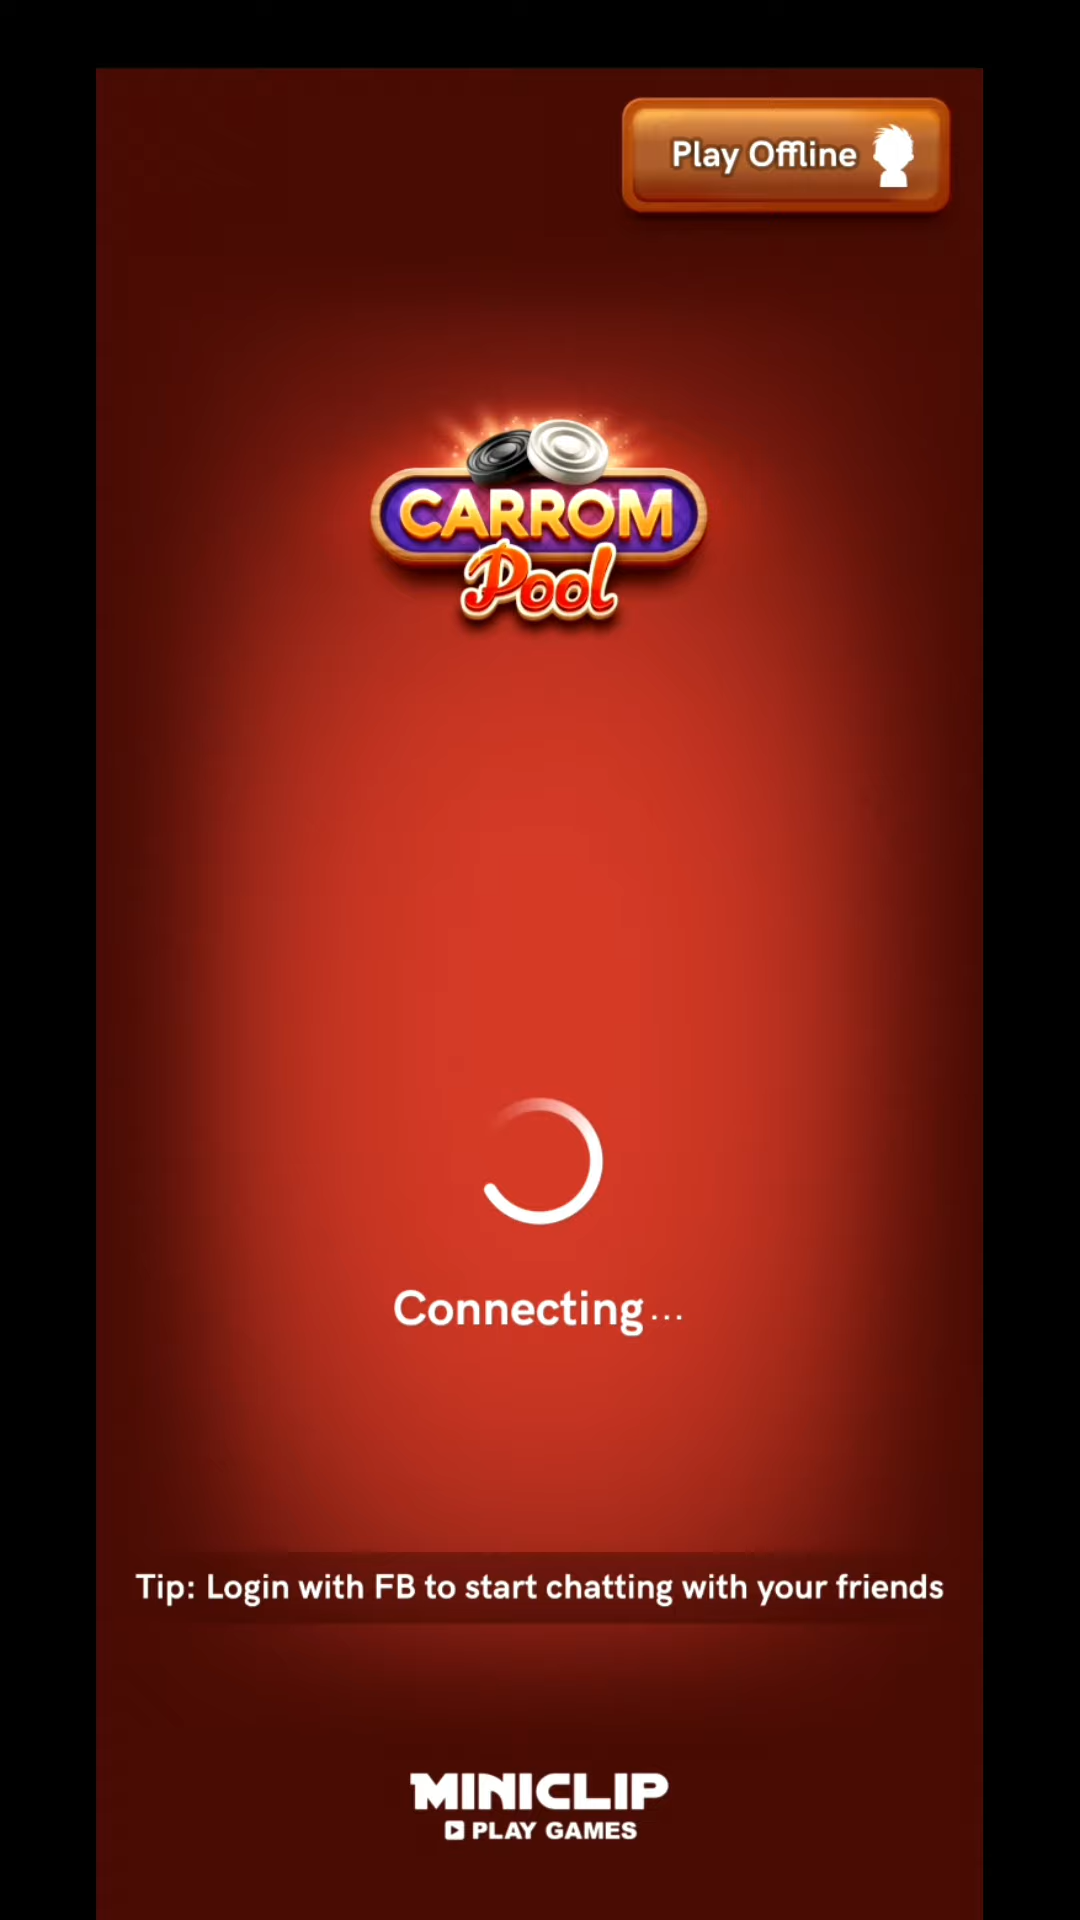 Play Offline
CARROM
Pool
Connecting...
Tip: Login with FB to start chatting with your friends
MINICLIP
PLAY GAMES